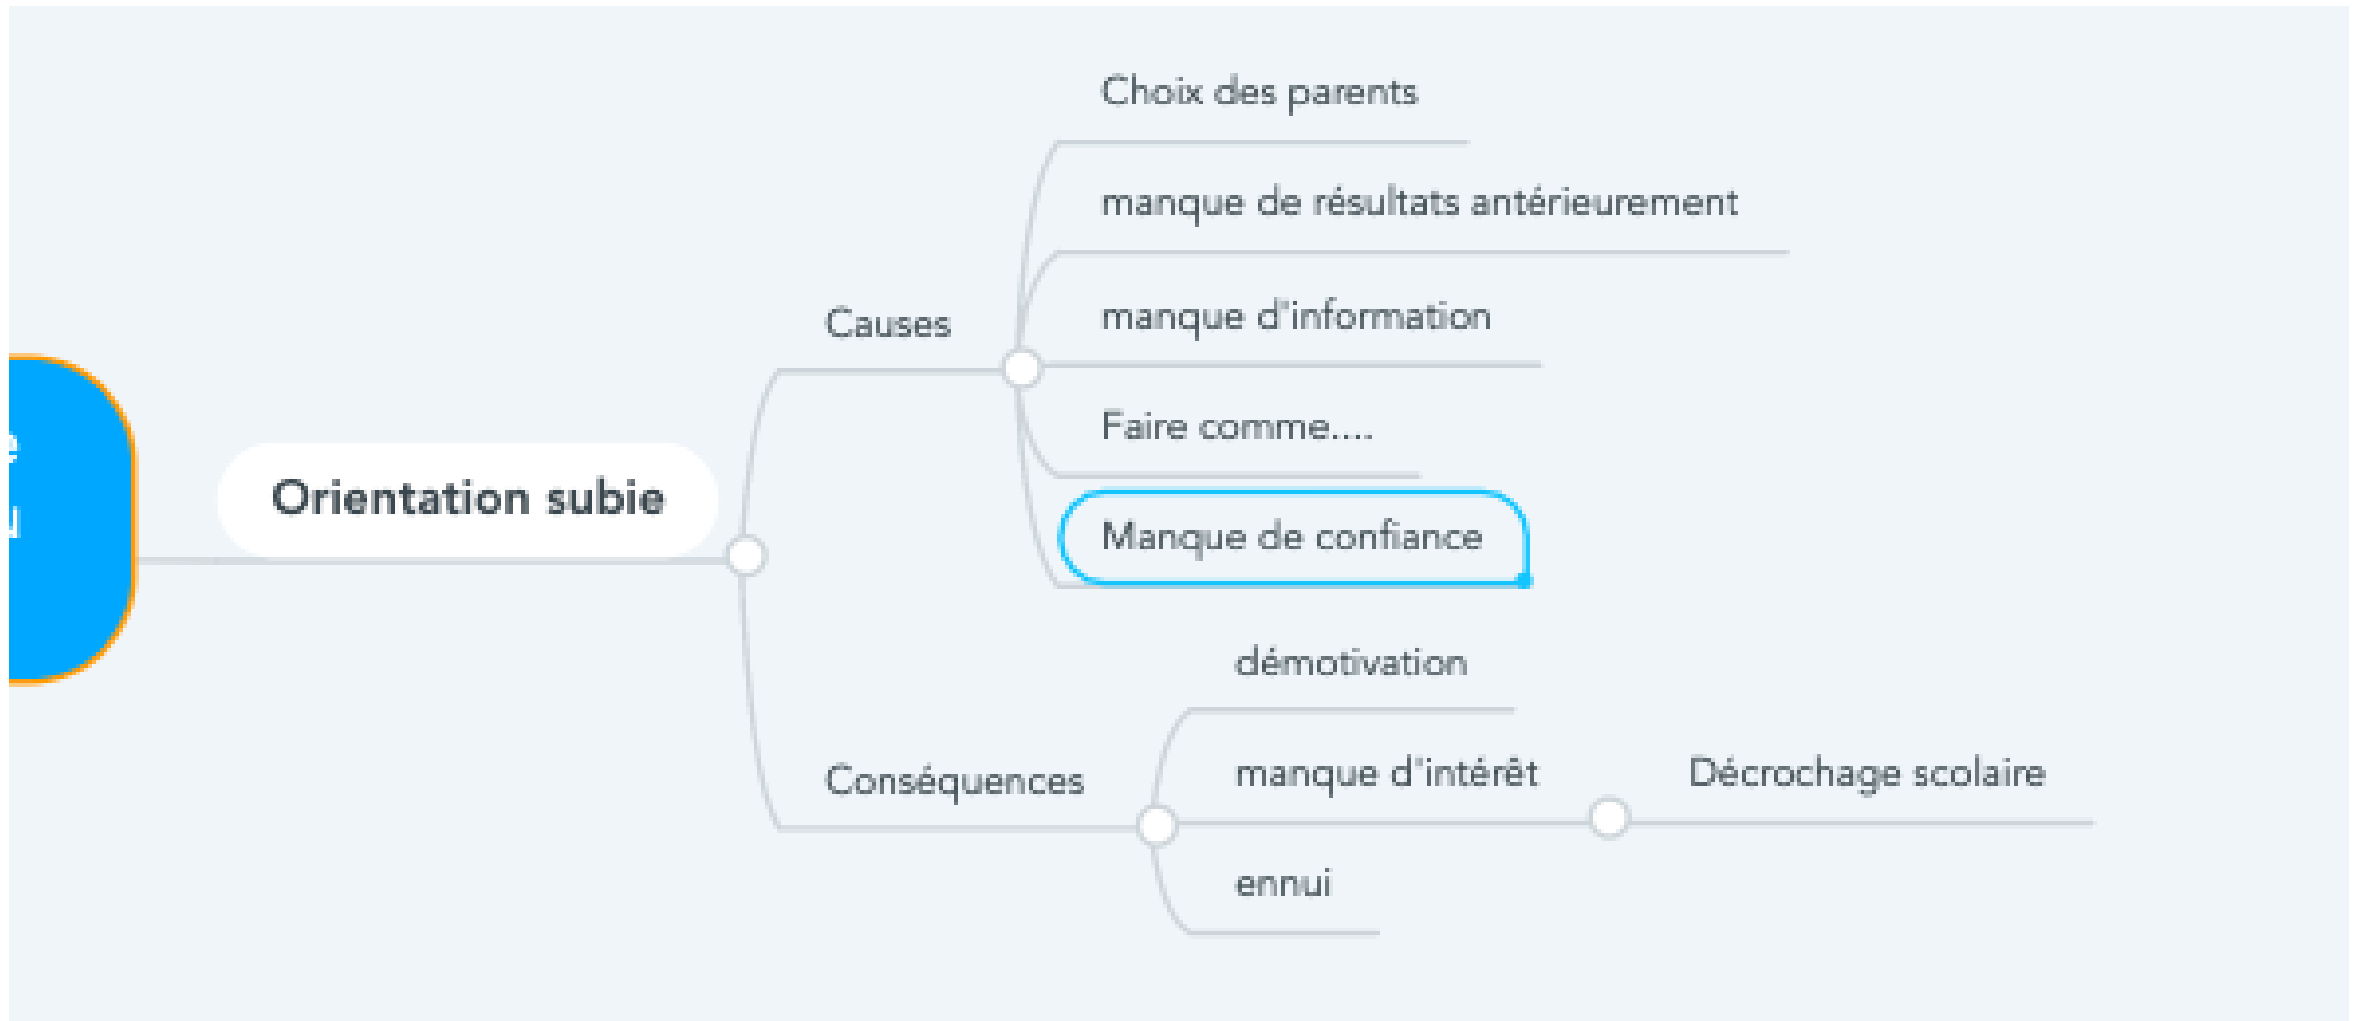 Choix des parents
manque de résultats antérieurement
manque d'information
Causes
Faire comme....
Orientation subie
Manque de confiance
démotivation
manque d'intérêt
Décrochage scolaire
Conséquences
ennui